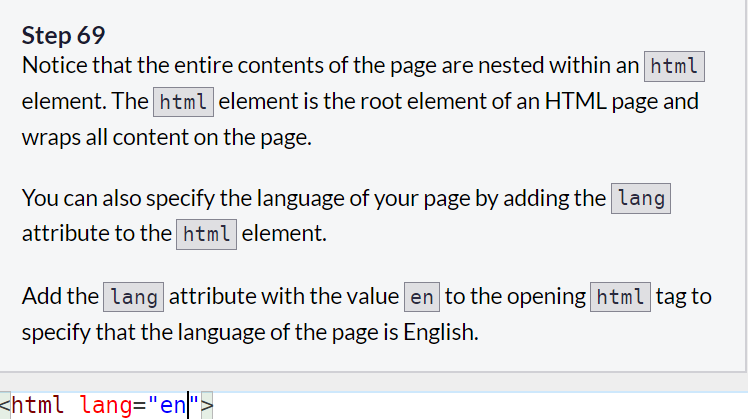 Step 69
Notice that the entire contents of the page are nested within an html
element. The html element is the root element of an HTML page and
wraps all content on the page.
You can also specify the language of your page by adding the lang
attribute to the html element.
Add the lang attribute with the value en to the opening html tag to
specify that the language of the page is English.
<html lang="en">